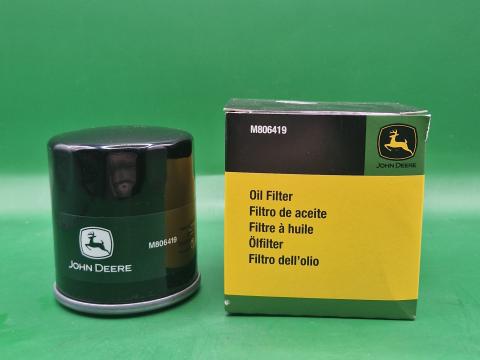 M806419
JOHN DEERE
M806419
JOHN DEERE
Oil Filter
Filtro de aceite
Filtre à huile
Ölfilter
Filtro dell'olio